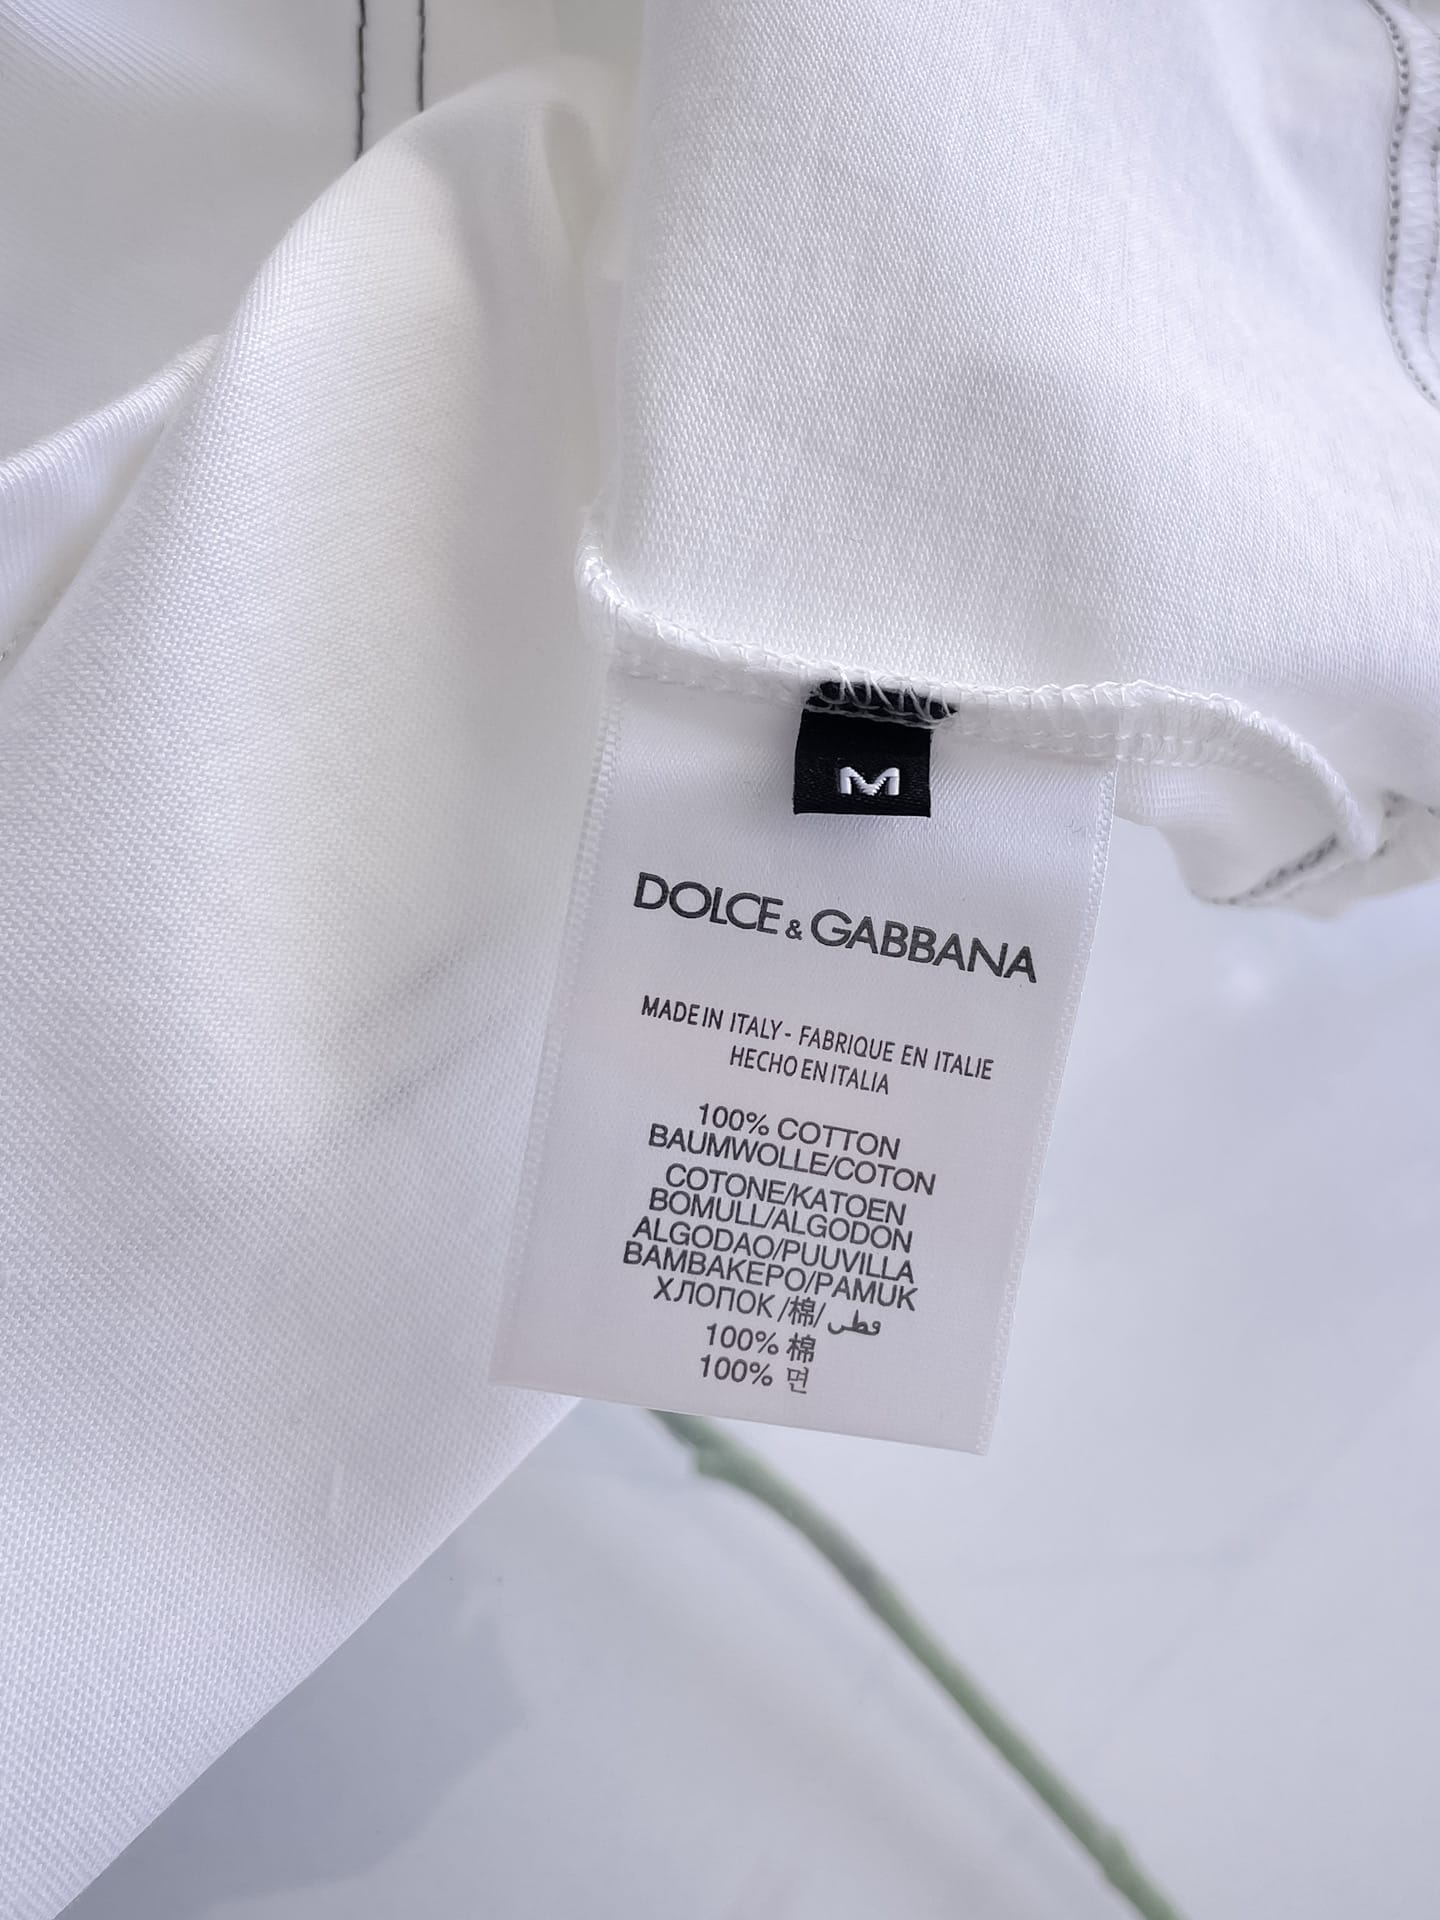 M
DOLCE & GABBANA
MADE IN ITALY - FABRIQUE EN ITALIE
HECHO EN ITALIA
100% COTTON
BAUMWOLLE/COTON
COTONE/KATOEN
BOMULL/ALGODON
ALGODAO/PUUVILLA
BAMBAKEPO/PAMUK
ХЛОПОК /棉/ قطن
100% 棉
100% 면